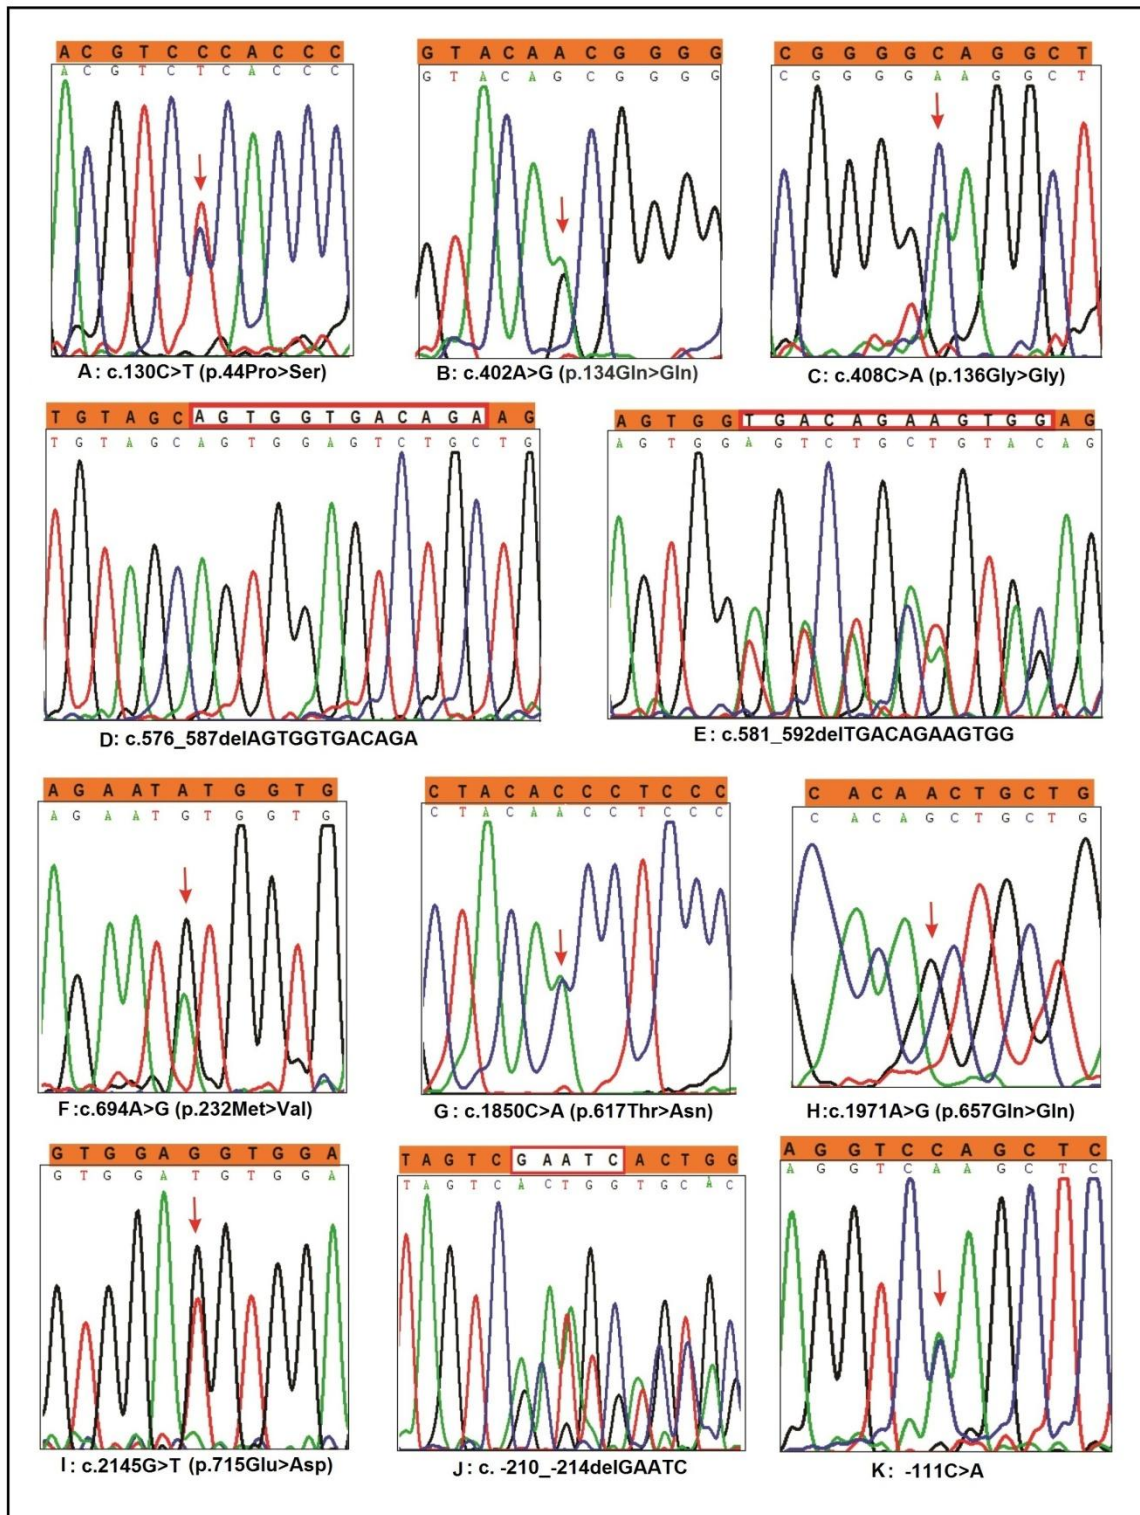 A C G T C C C A C C C
A C G T C T C A C C C
A : c.130C>T (p.44Pro>Ser)
G T A C A A C G G G G
G T A C A G C G G G G
B: c.402A>G (p.134Gln>Gln)
C G G G G C A G G C T
C G G G G A A G G C T
C: c.408C>A (p.136Gly>Gly)
T G T A G C A G T G G T G A C A G A A G
T G T A G C A G T G G A G T C T G C T G
D: c.576_587delAGTGGTGACAGA
A G T G G T G A C A G A A G T G G A G
A G T G G A G T C T G C T G T A C A G
E : c.581_592delTGACAGAAGTGG
A G A A T A T G G T G
A G A A T G T G G T G
F :c.694A>G (p.232Met>Val)
C T A C A C C C T C C C
C T A C A A C C T C C C
G : c.1850C>A (p.617Thr>Asn)
C A C A A C T G C T G
C A C A G C T G C T G
H:c.1971A>G (p.657Gln>Gln)
G T G G A G G T G G A
G T G G A T G T G G A
I : c.2145G>T (p.715Glu>Asp)
T A G T C G A A T C A C T G G
T A G T C A C T G G T G C A C
J : c. -210_-214delGAATC
A G G T C C A G C T C
A G G T C A A G C T C
K : -111C>A